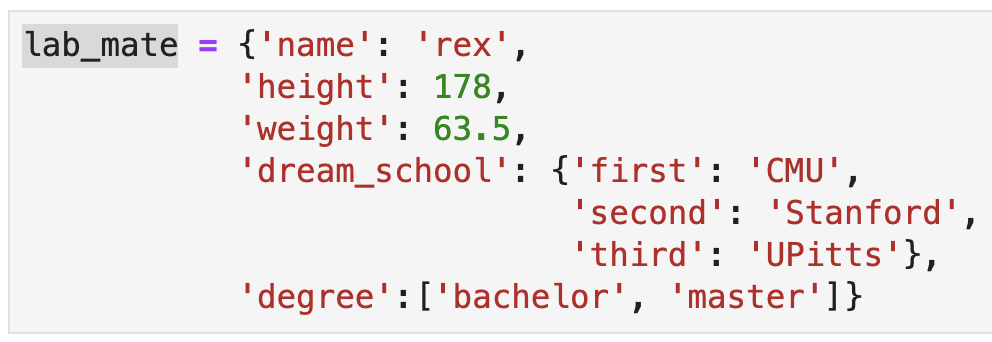 lab_mate = {'name': 'rex',
'height': 178,
'weight': 63.5,
'dream_school': {'first': 'CMU',
'second': 'Stanford',
'third': 'UPitts'},
'degree':['bachelor', 'master']}